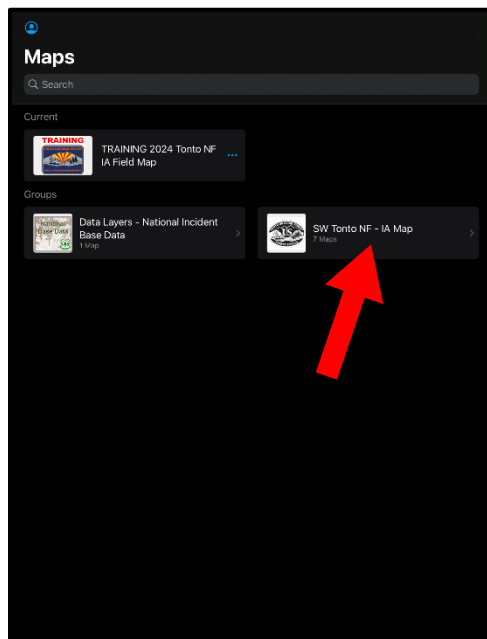 Maps
Search
Current
TRAINING
TRAINING 2024 Tonto NF
IA Field Map
Groups
National
Base Data
Data Layers - National Incident
Base Data
1 Map
SW Tonto NF - IA Map
7 Maps